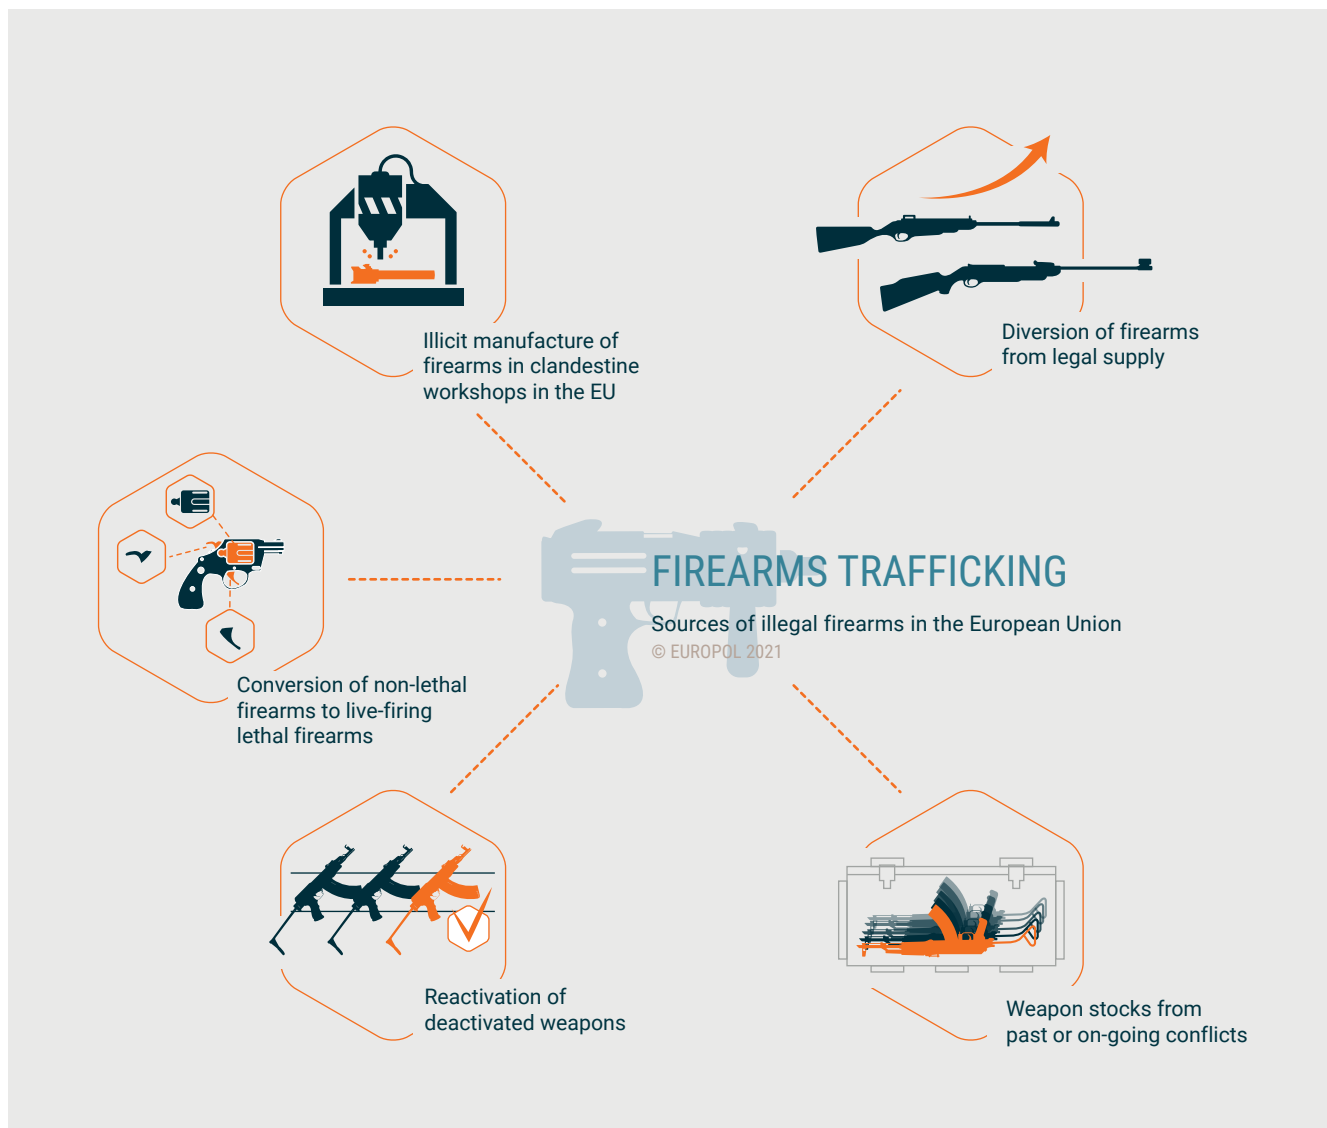 Illicit manufacture of
firearms in clandestine
workshops in the EU
Diversion of firearms
from legal supply
FIREARMS TRAFFICKING
Sources of illegal firearms in the European Union
© EUROPOL 2021
Conversion of non-lethal
firearms to live-firing
lethal firearms
Reactivation of
deactivated weapons
Weapon stocks from
past or on-going conflicts